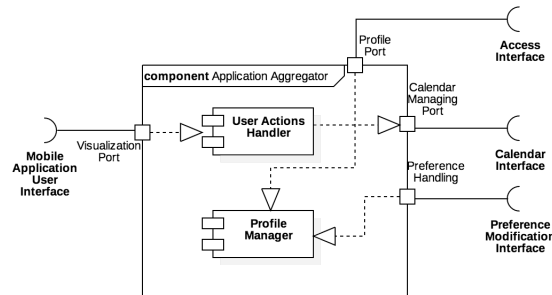 Profile
Port
Access
Interface
component Application Aggregator
Calendar
Managing
Port
User Actions
Handler
Mobile
Application
User
Interface
Visualization
Port
Calendar
Interface
Preference
Handling
Profile
Manager
Preference
Modification
Interface